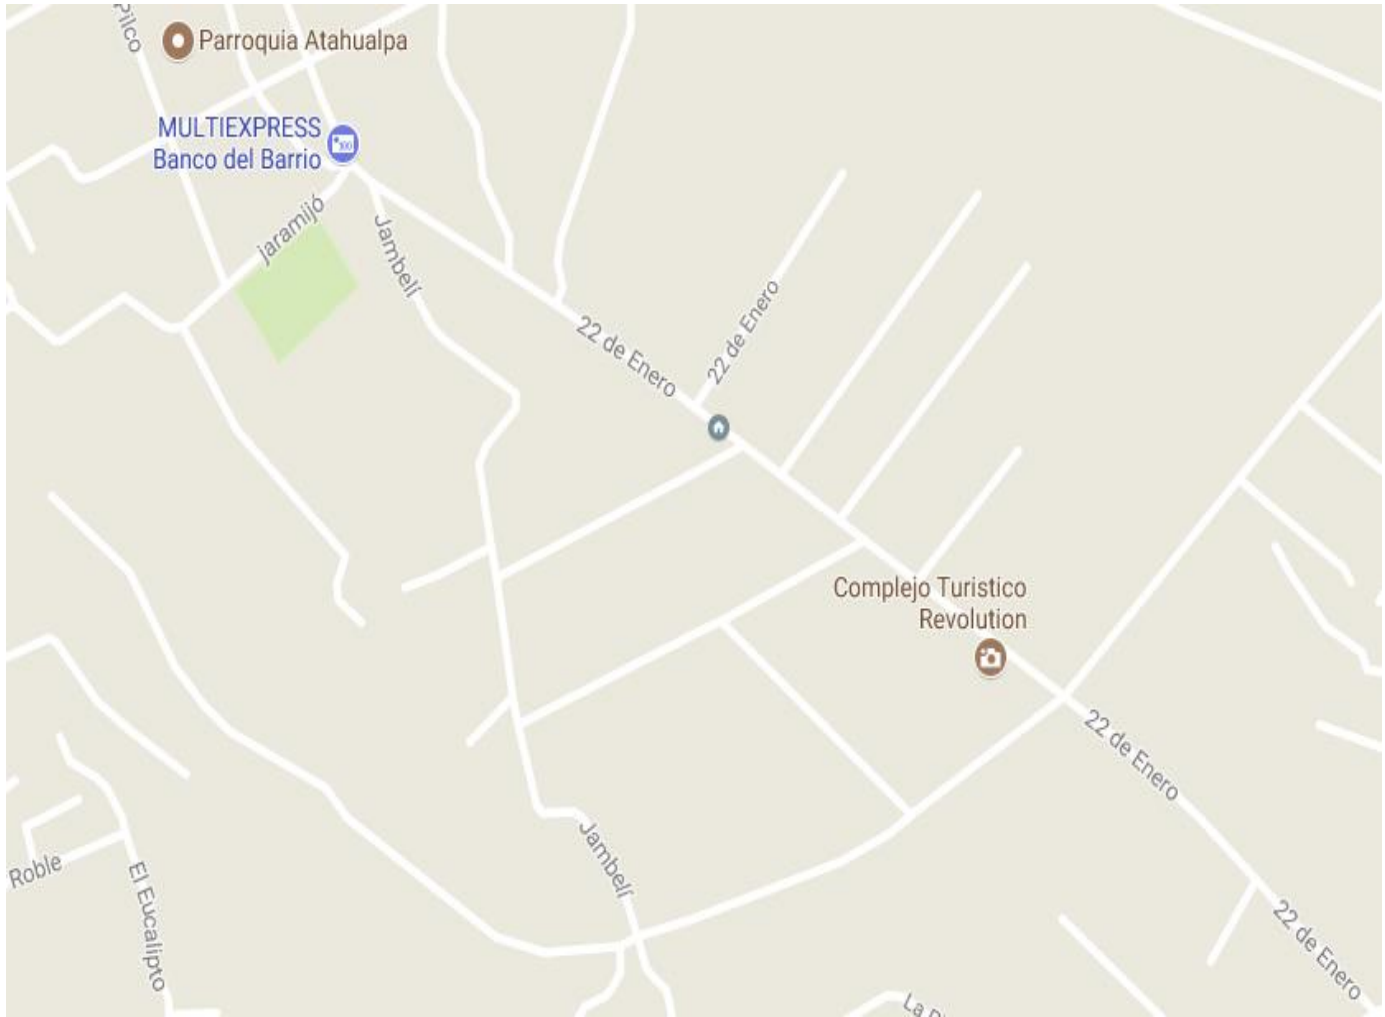 Pilco
Parroquia Atahualpa
MULTIEXPRESS
Banco del Barrio
jaramijó
Jambelí
22 de Enero
22 de Enero
Complejo Turistico
Revolution
22 de Enero
Jambelí
Roble
El Eucalipto
22 de Enero
La